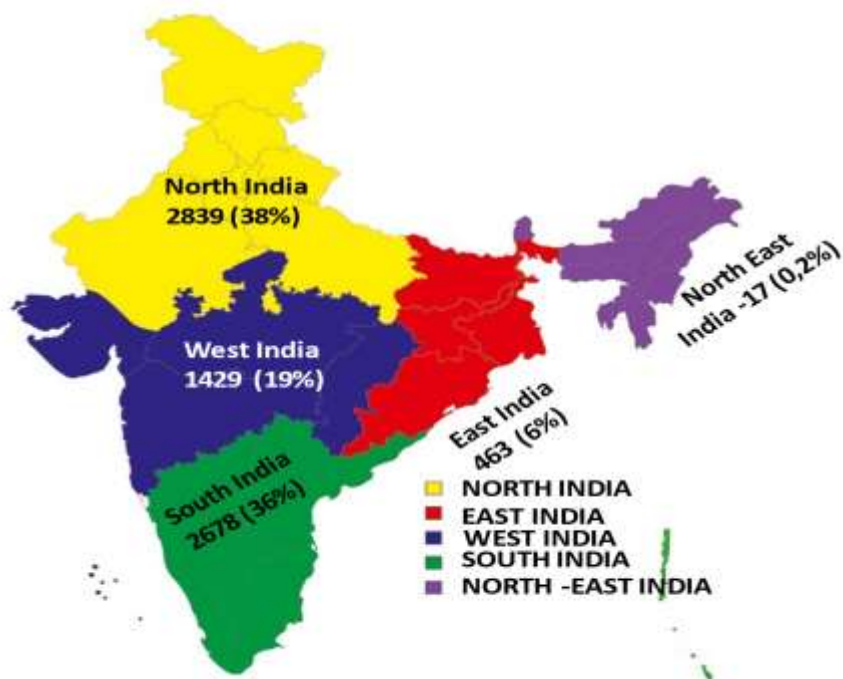 North India
2839 (38%)
West India
1429 (19%)
North East
India -17 (0,2%)
East India
463 (6%)
South India
2678 (36%)
NORTH INDIA
EAST INDIA
WEST INDIA
SOUTH INDIA
NORTH -EAST INDIA